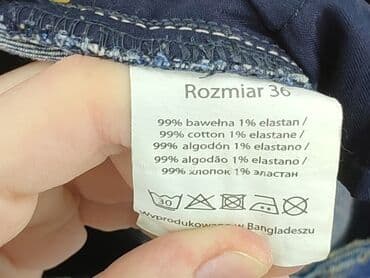 Rozmiar 36
99% bawełna 1% elastan /
99% cotton 1% elastane /
99% algodón 1% elastano /
99% algodão 1% elastano /
99% хлопок 1% эластан
30
wyprodukowano w Bangladeszu